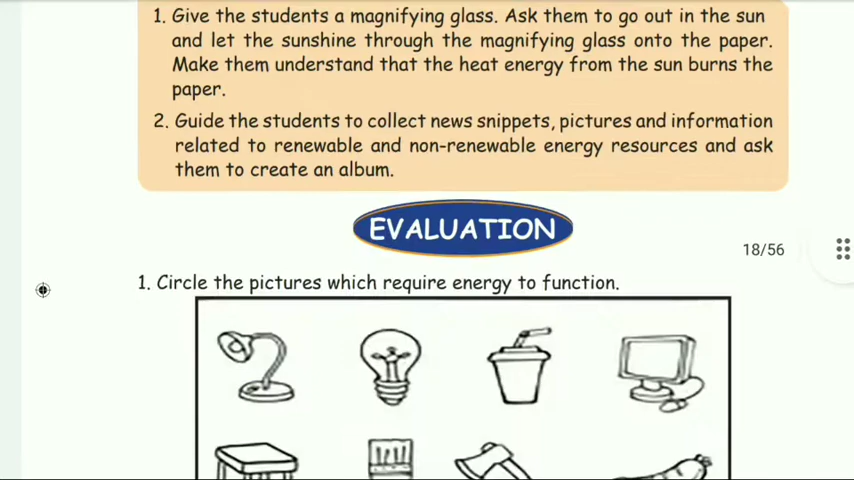 1. Give the students a magnifying glass. Ask them to go out in the sun
and let the sunshine through the magnifying glass onto the paper.
Make them understand that the heat energy from the sun burns the
paper.
2. Guide the students to collect news snippets, pictures and information
related to renewable and non-renewable energy resources and ask
them to create an album.
EVALUATION
18/56
1. Circle the pictures which require energy to function.